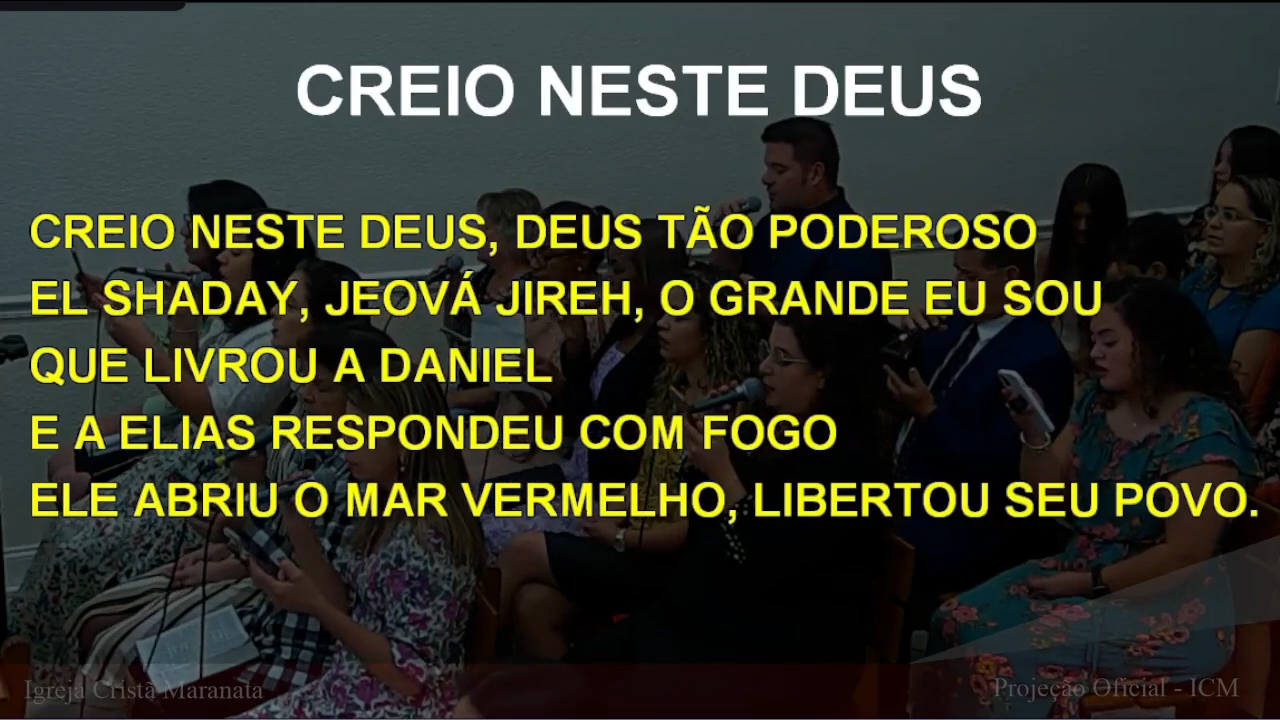 CREIO NESTE DEUS
CREIO NESTE DEUS, DEUS TÃO PODEROSO
EL SHADAY, JEOVÁ JIREH, O GRANDE EU SOU
QUE LIVROU A DANIEL
E A ELIAS RESPONDEU COM FOGO
ELE ABRIU O MAR VERMELHO, LIBERTOU SEU POVO.
Igreja Cristã Maranata
Projeção Oficial - ICM